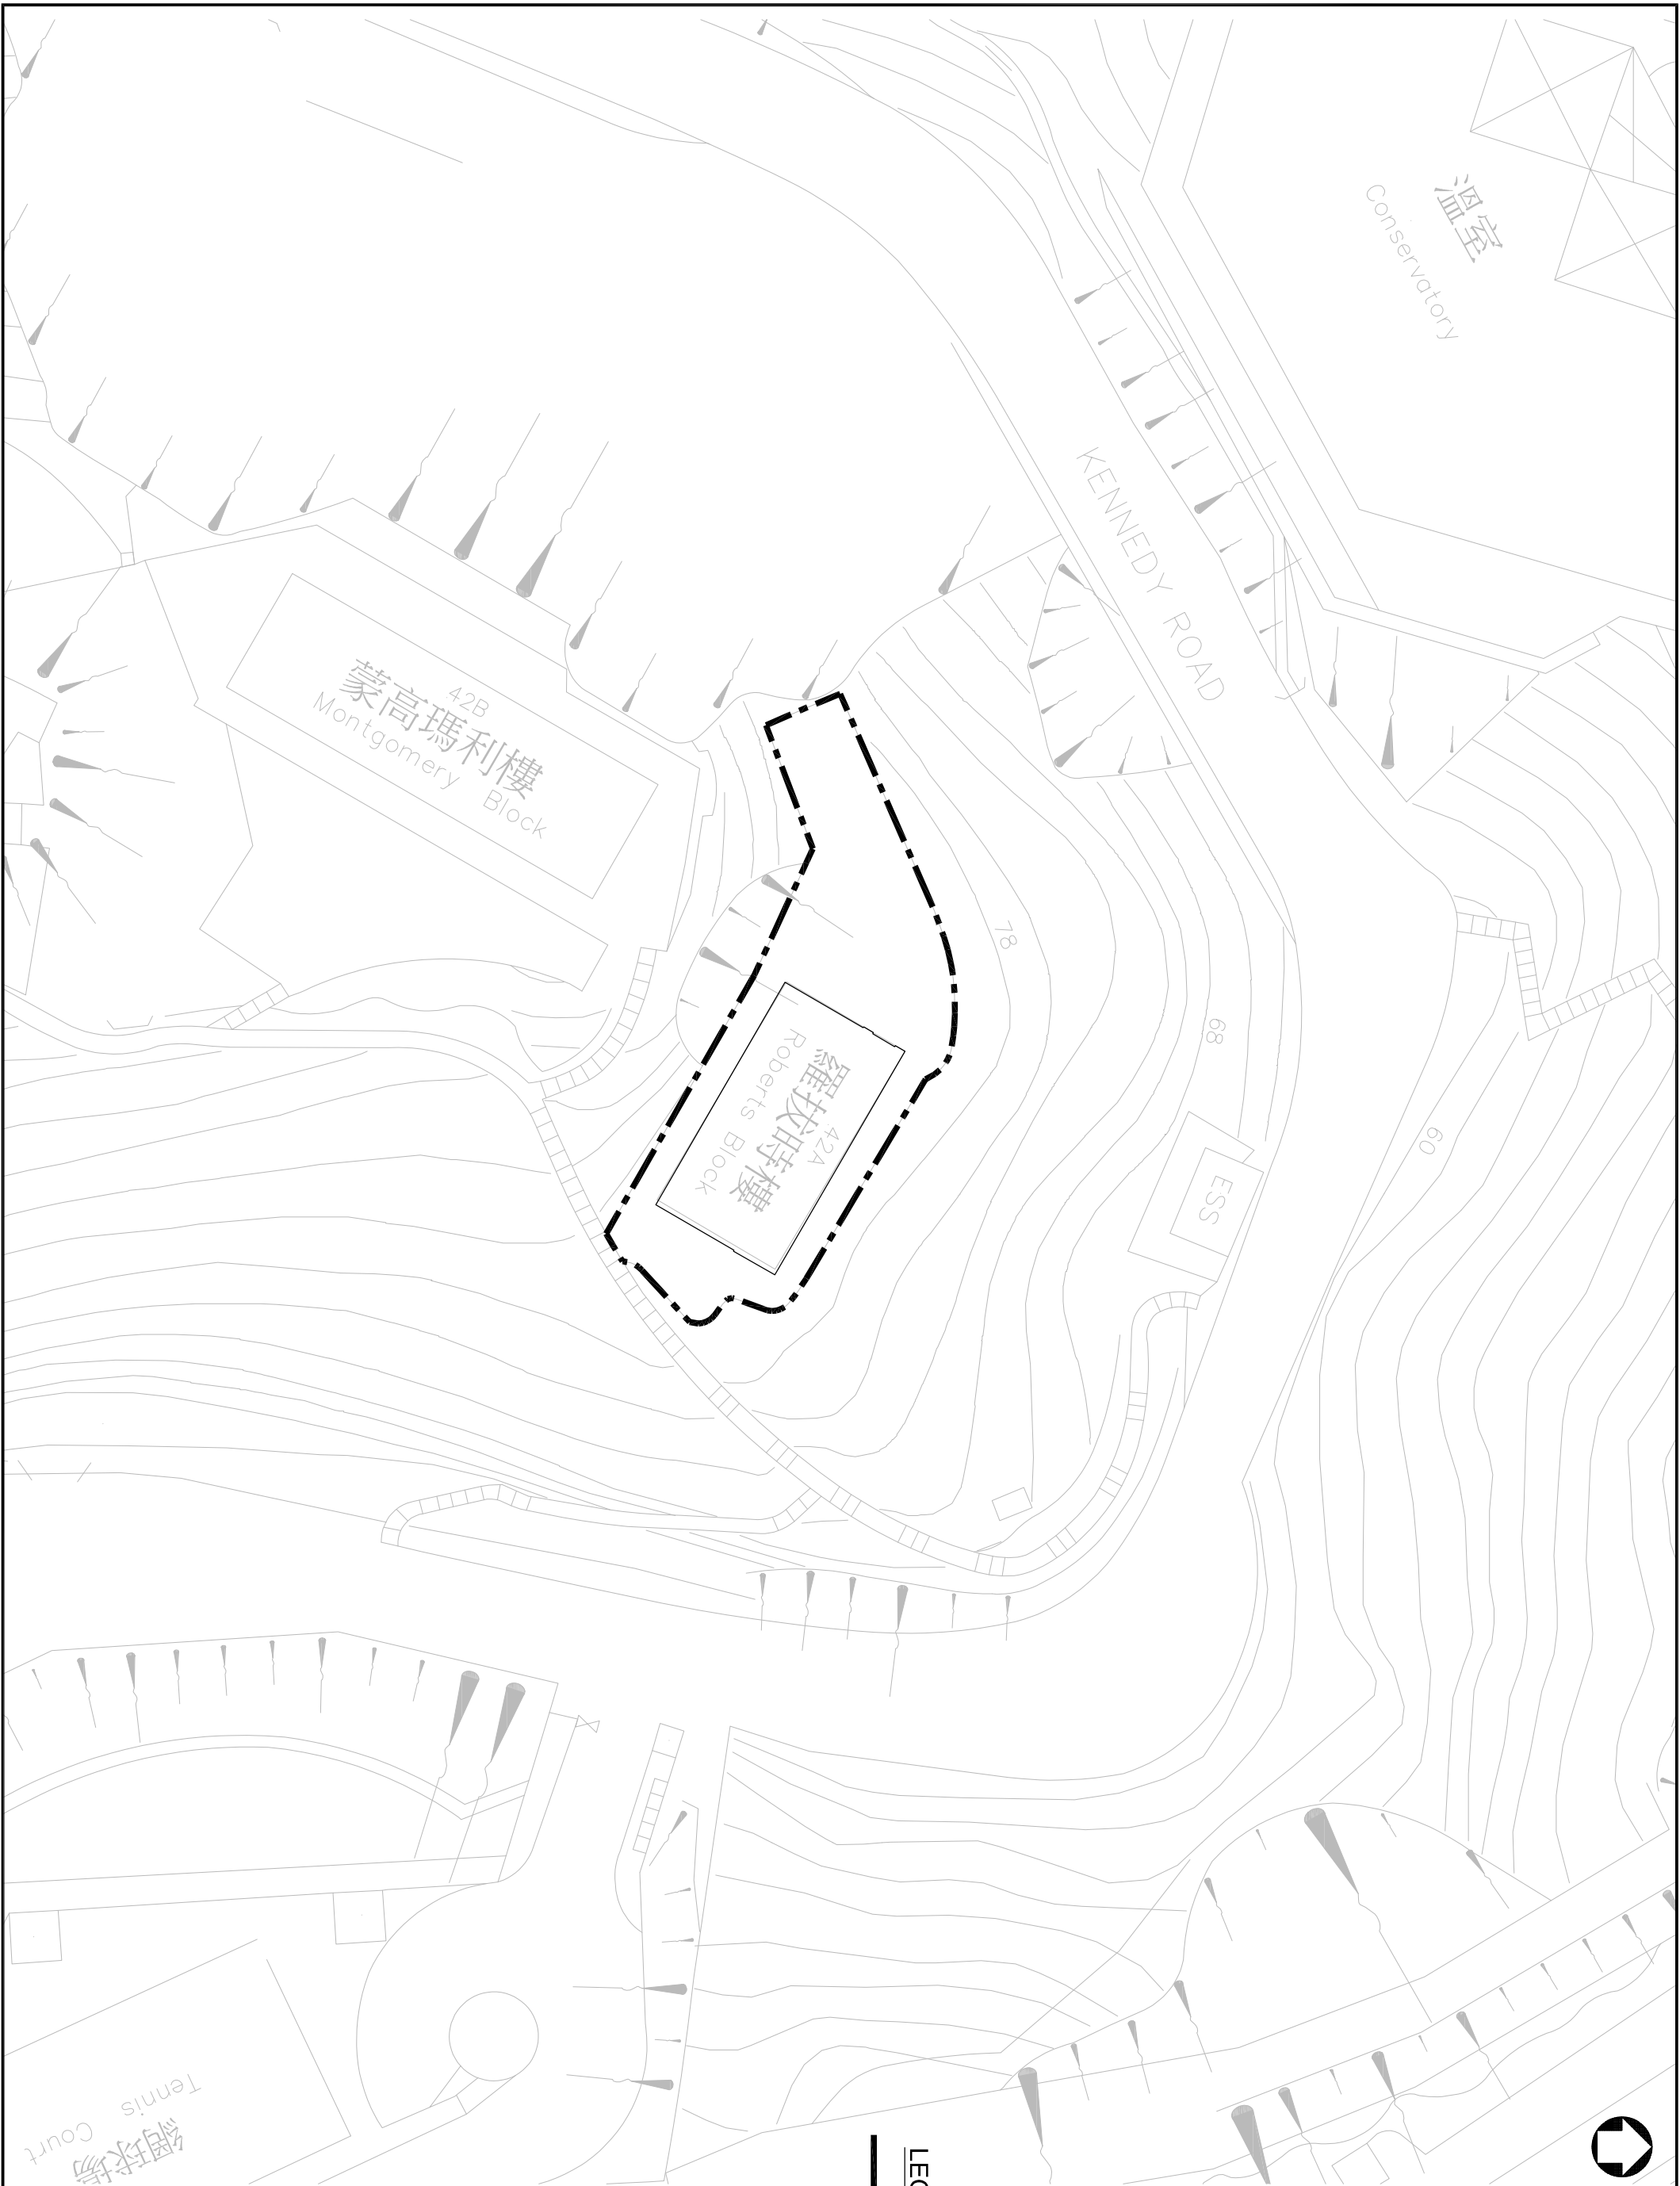 溫室
Conservatory
KENNEDY ROAD
42B
蒙高瑪利樓
Montgomery Block
78
68
42A
羅拔時樓
Roberts Block
60
ESS
網球場
Tennis Court